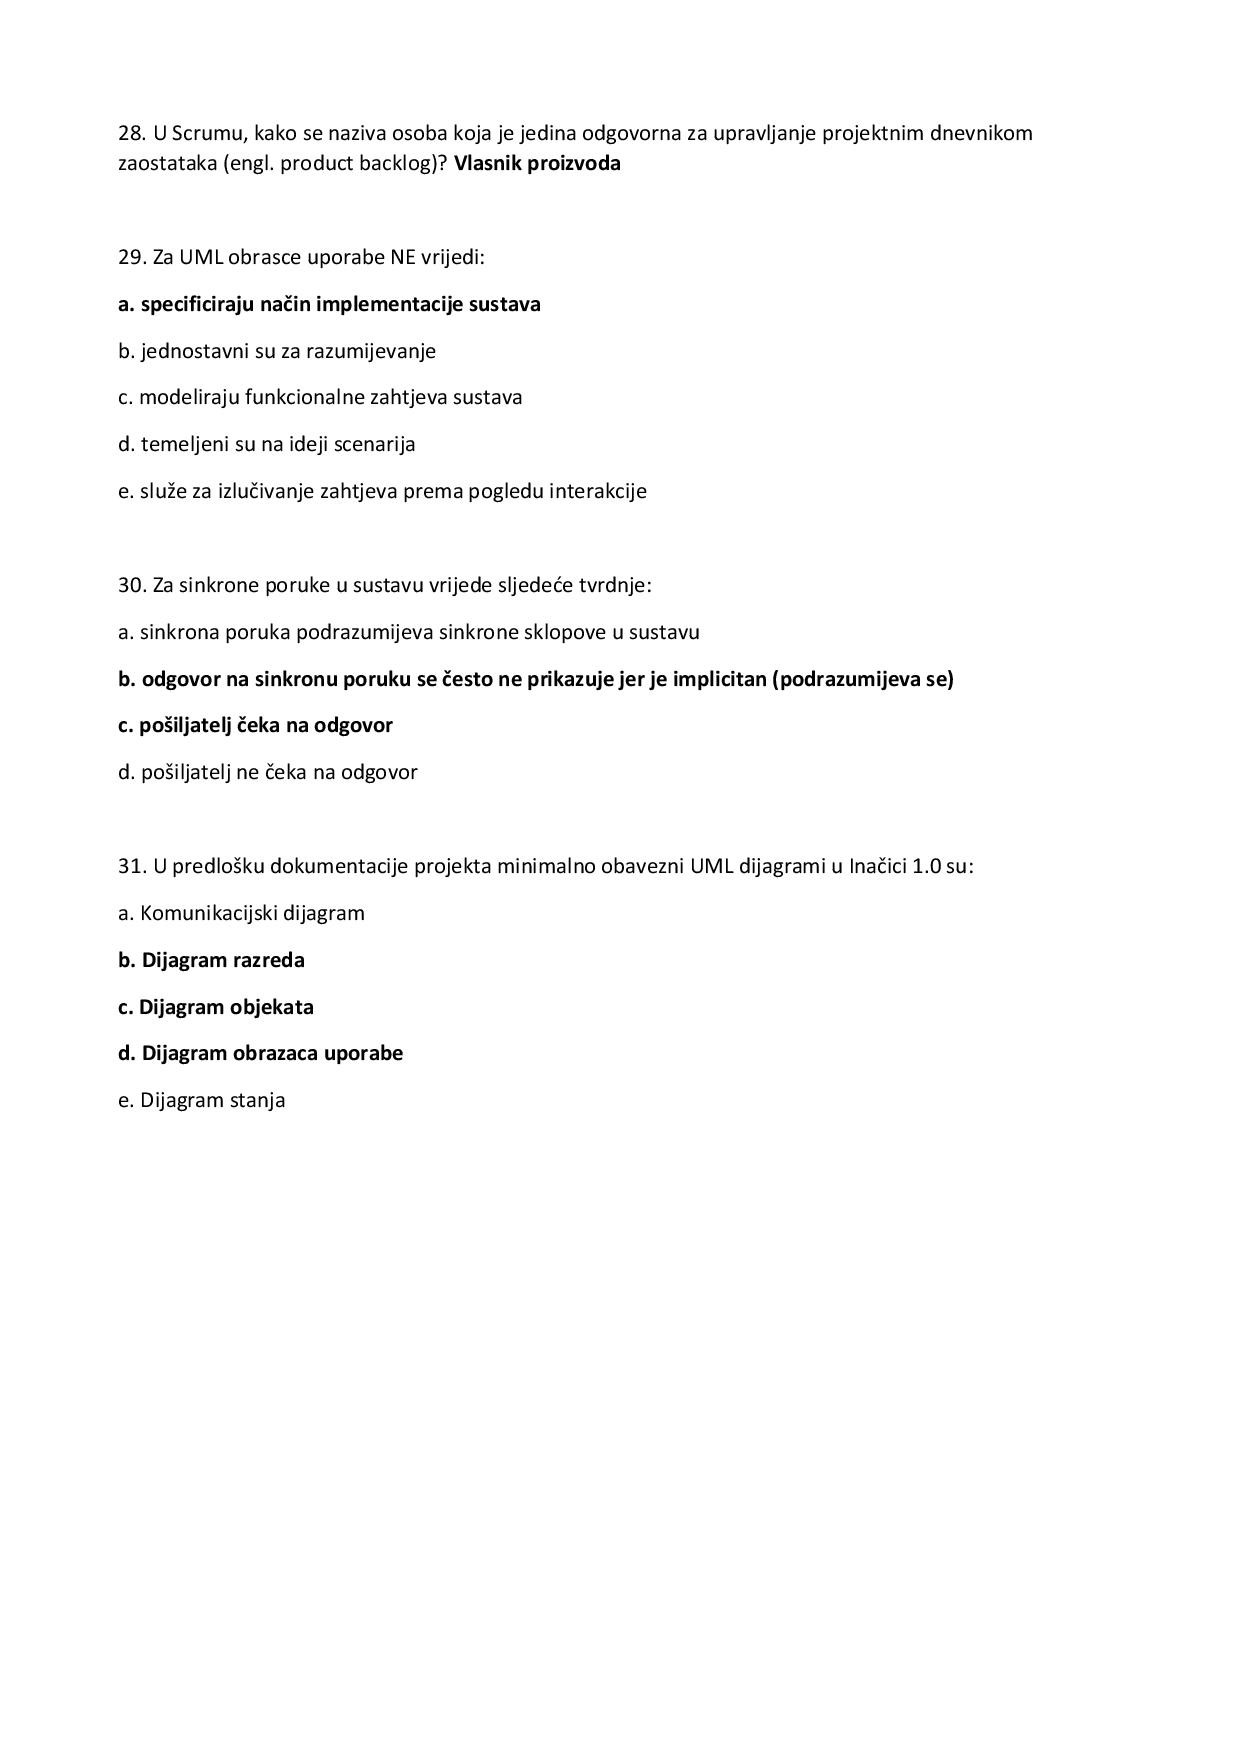 28. U Scrumu, kako se naziva osoba koja je jedina odgovorna za upravljanje projektnim dnevnikom
zaostataka (engl. product backlog)? Vlasnik proizvoda
29. Za UML obrasce uporabe NE vrijedi:
a. specificiraju način implementacije sustava
b. jednostavni su za razumijevanje
c. modeliraju funkcionalne zahtjeva sustava
d. temeljeni su na ideji scenarija
e. služe za izlučivanje zahtjeva prema pogledu interakcije
30. Za sinkrone poruke u sustavu vrijede sljedeće tvrdnje:
a. sinkrona poruka podrazumijeva sinkrone sklopove u sustavu
b. odgovor na sinkronu poruku se često ne prikazuje jer je implicitan (podrazumijeva se)
c. pošiljatelj čeka na odgovor
d. pošiljatelj ne čeka na odgovor
31. U predlošku dokumentacije projekta minimalno obavezni UML dijagrami u Inačici 1.0 su:
a. Komunikacijski dijagram
b. Dijagram razreda
c. Dijagram objekata
d. Dijagram obrazaca uporabe
e. Dijagram stanja